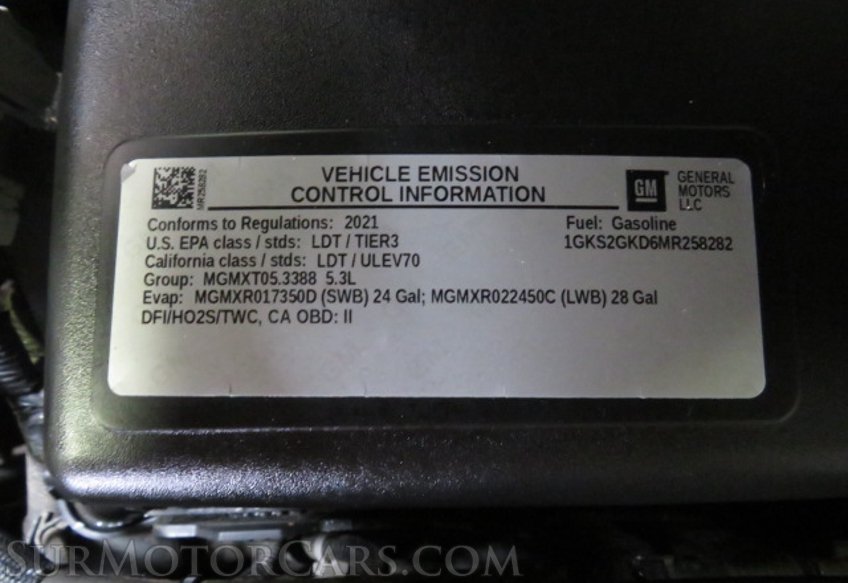 VEHICLE EMISSION
CONTROL INFORMATION
MR258282
GM
GENERAL
MOTORS
LLC
Conforms to Regulations: 2021
Fuel: Gasoline
U.S. EPA class / stds: LDT / TIER3
1GKS2GKD6MR258282
California class / stds: LDT / ULEV70
Group: MGMXT05.3388 5.3L
Evap: MGMXR017350D (SWB) 24 Gal; MGMXR022450C (LWB) 28 Gal
DFI/HO2S/TWC, CA OBD: II
SurMotorCars.com